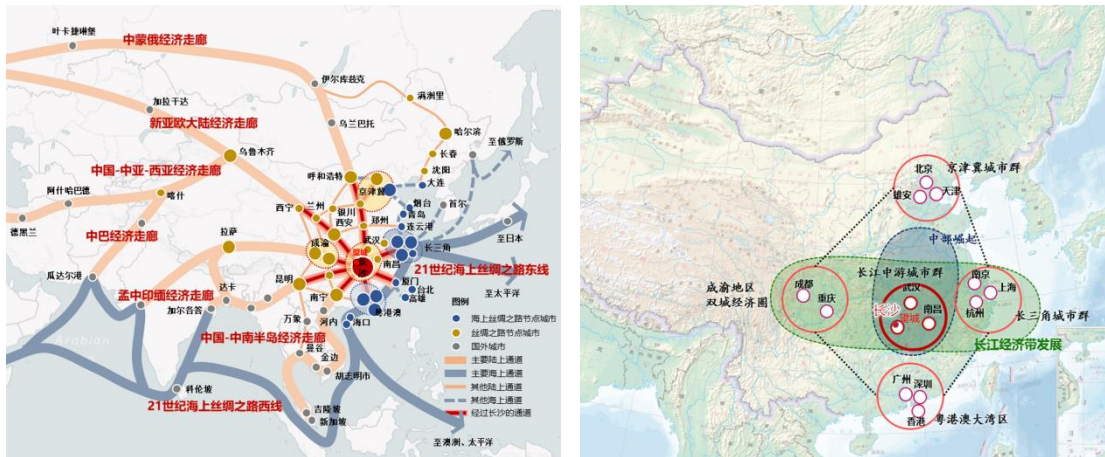 叶卡捷琳堡
中蒙俄经济走廊
伊尔库兹克
满洲里
加拉干达
新亚欧大陆经济走廊
乌兰巴托
哈尔滨
至俄罗斯
乌鲁木齐
长春
沈阳
中国-中亚-西亚经济走廊
呼和浩特
京津冀
大连
阿什哈巴德
喀什
烟台
首尔
西宁
兰州
银川
青岛
德黑兰
西安
郑州
连云港
至日本
中巴经济走廊
拉萨
成渝
武汉
长三角
望城
南昌
21世纪海上丝绸之路东线
瓜达尔港
昆明
厦门
至太平洋
孟中印缅经济走廊
达卡
南宁
台北
高雄
图例
加尔各答
粤港澳
万象
河内
海口
海上丝绸之路节点城市
丝绸之路节点城市
中国-中南半岛经济走廊
国外城市
曼谷
金边
主要陆上通道
胡志明市
主要海上通道
Arabian
科伦坡
其他陆上通道
21世纪海上丝绸之路西线
其他海上通道
吉隆坡
新加坡
经过长沙的通道
至澳洲、太平洋
京津冀城市群
北京
雄安
天津
中部崛起
长江中游城市群
成渝地区
双城经济圈
成都
重庆
武汉
长沙
望城
南昌
南京
上海
杭州
长三角城市群
长江经济带发展
广州
深圳
香港
粤港澳大湾区